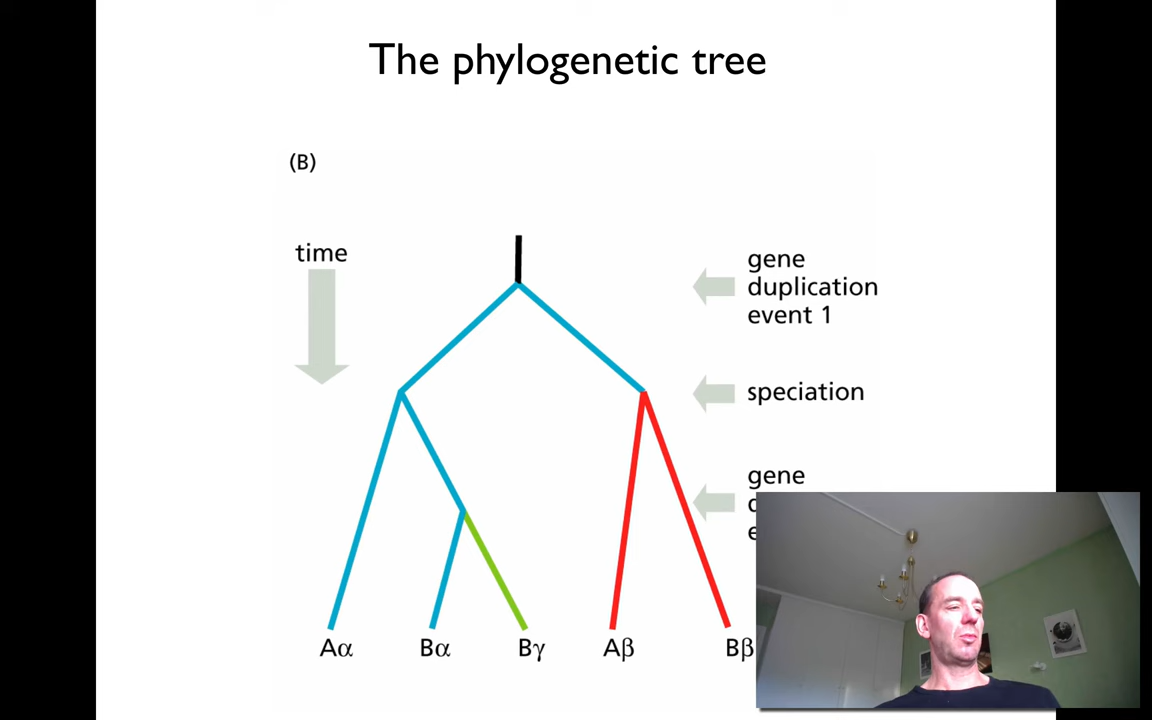 The phylogenetic tree
(B)
time
gene
duplication
event 1
speciation
gene
Aα
Bα
Bγ
Aβ
Bβ